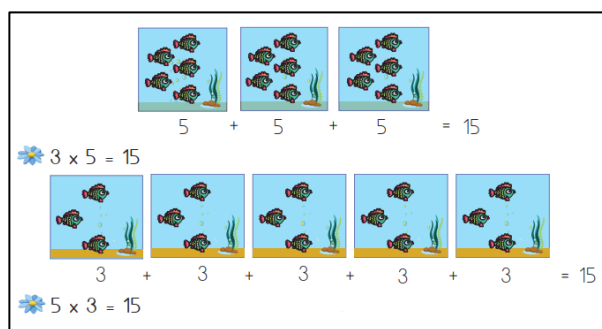 5 + 5 + 5 = 15
3 x 5 = 15
3 + 3 + 3 + 3 + 3 = 15
5 x 3 = 15